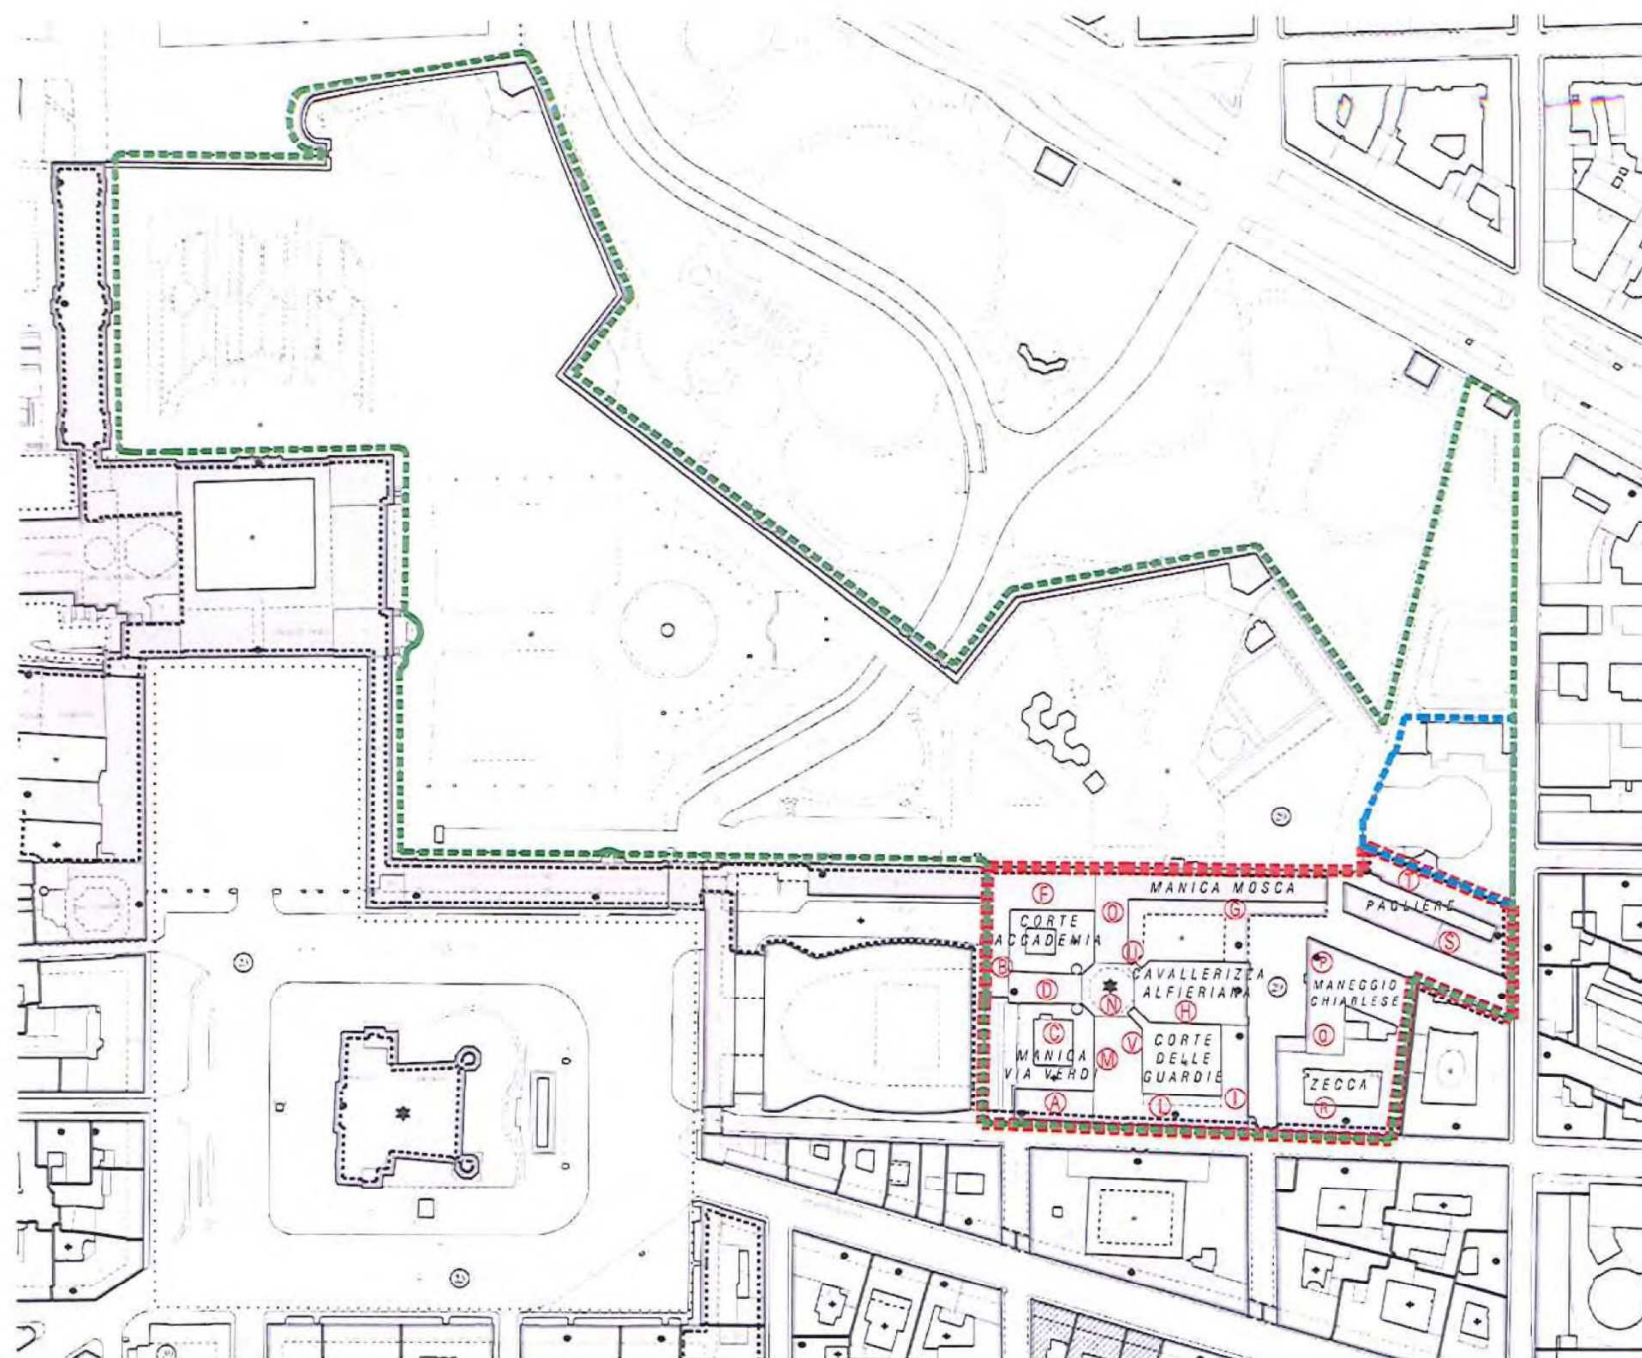 MANICA MOSCA
F
O
G
T
PAGLIERE
CORTE
ACCADEMIA
U
S
B
D
CAVALLERIZZA
ALFIERIANA
P
MANEGGIO
CHIABLESE
N
H
C
MANICA
VIA VERDI
M
V
CORTE
DELLE
GUARDIE
Q
ZECCA
A
L
I
R